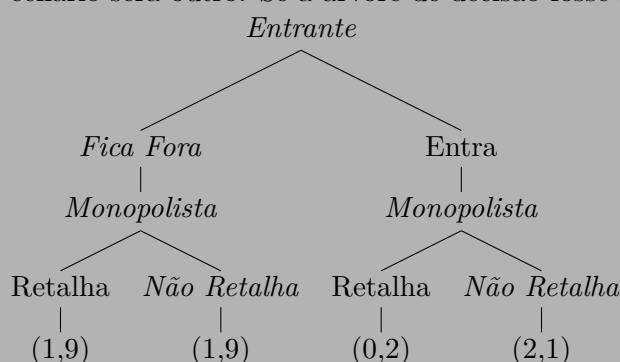 cenário será outro. Se a árvore de decisão fosse
Entrante
Fica Fora Entra
Monopolista Monopolista
Retalha Não Retalha Retalha Não Retalha
(1,9) (1,9) (0,2) (2,1)